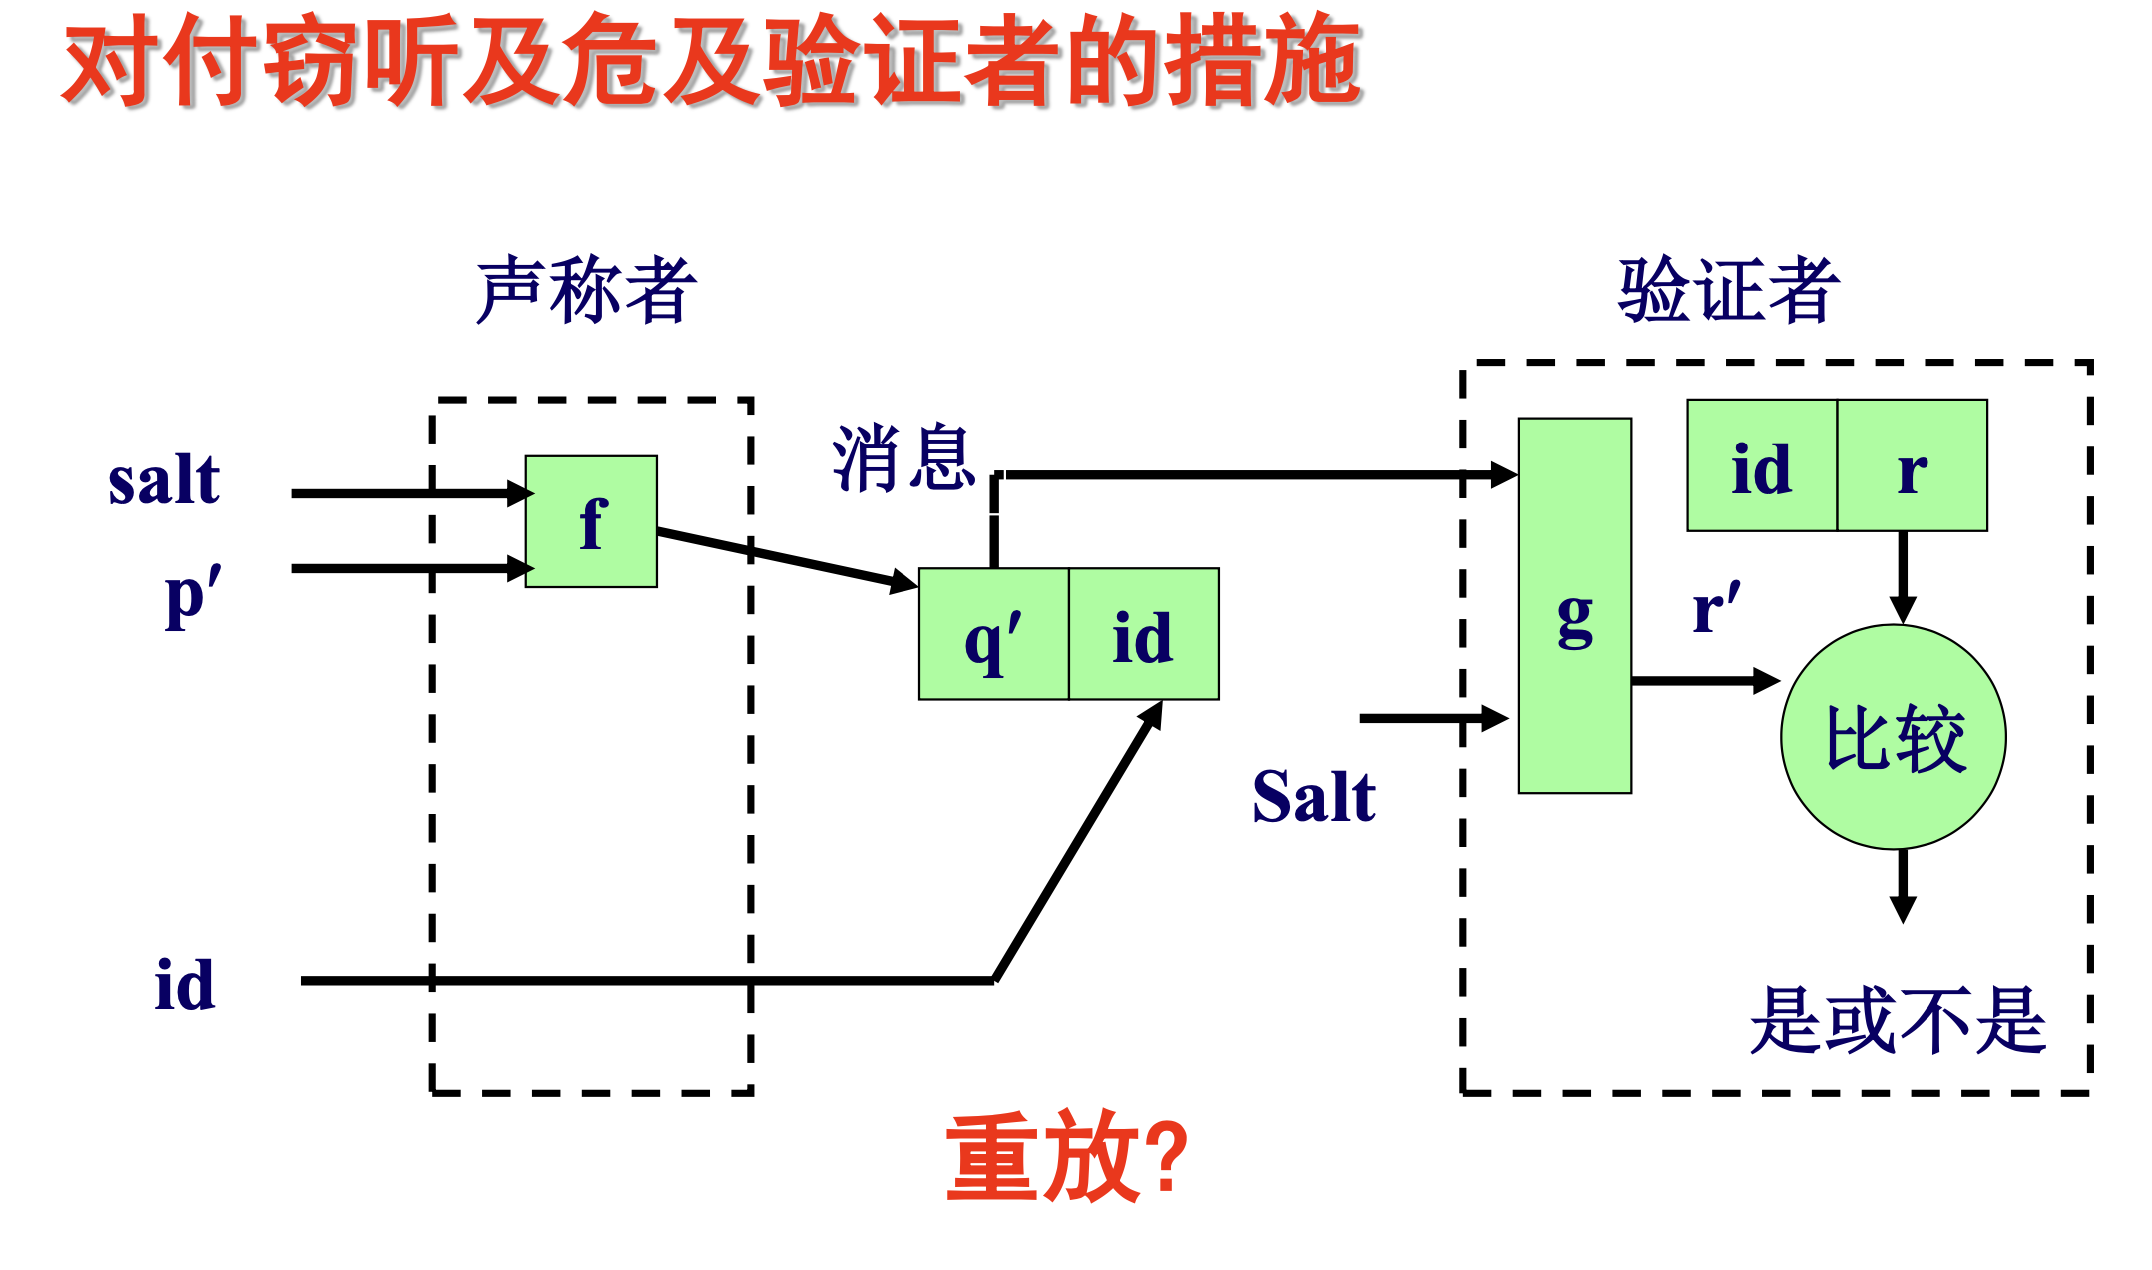 对付窃听及危及验证者的措施
声称者
验证者
消息
salt
f
id
r
p′
q′
id
g
r′
比较
Salt
id
是或不是
重放?